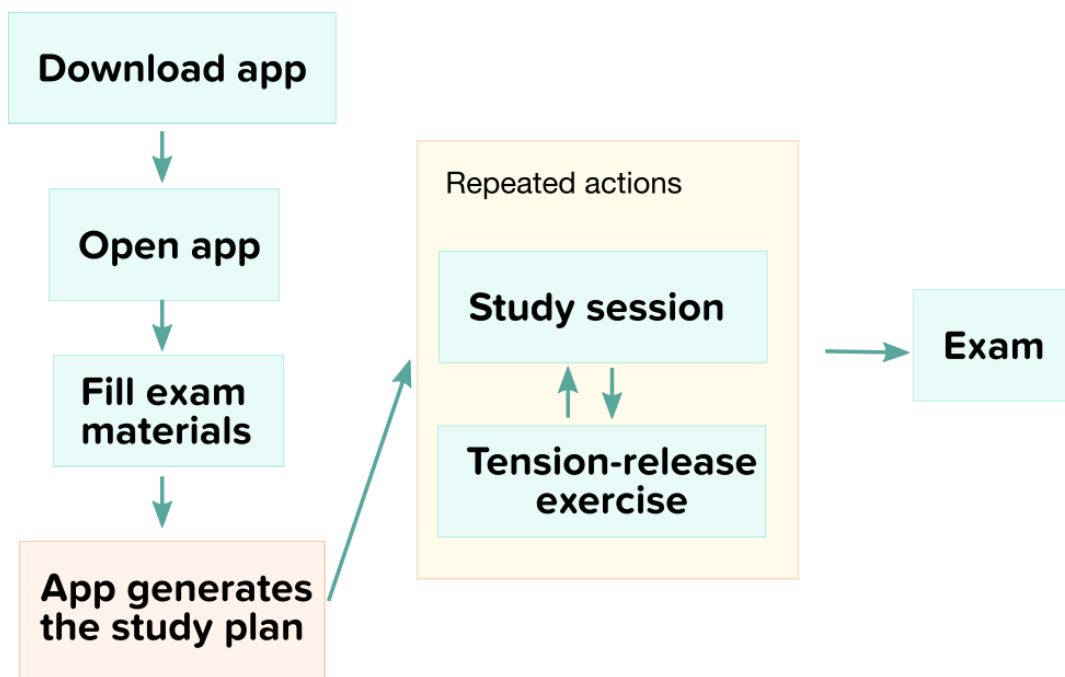 Download app
Open app
Fill exam
materials
App generates
the study plan
Repeated actions
Study session
Tension-release
exercise
Exam